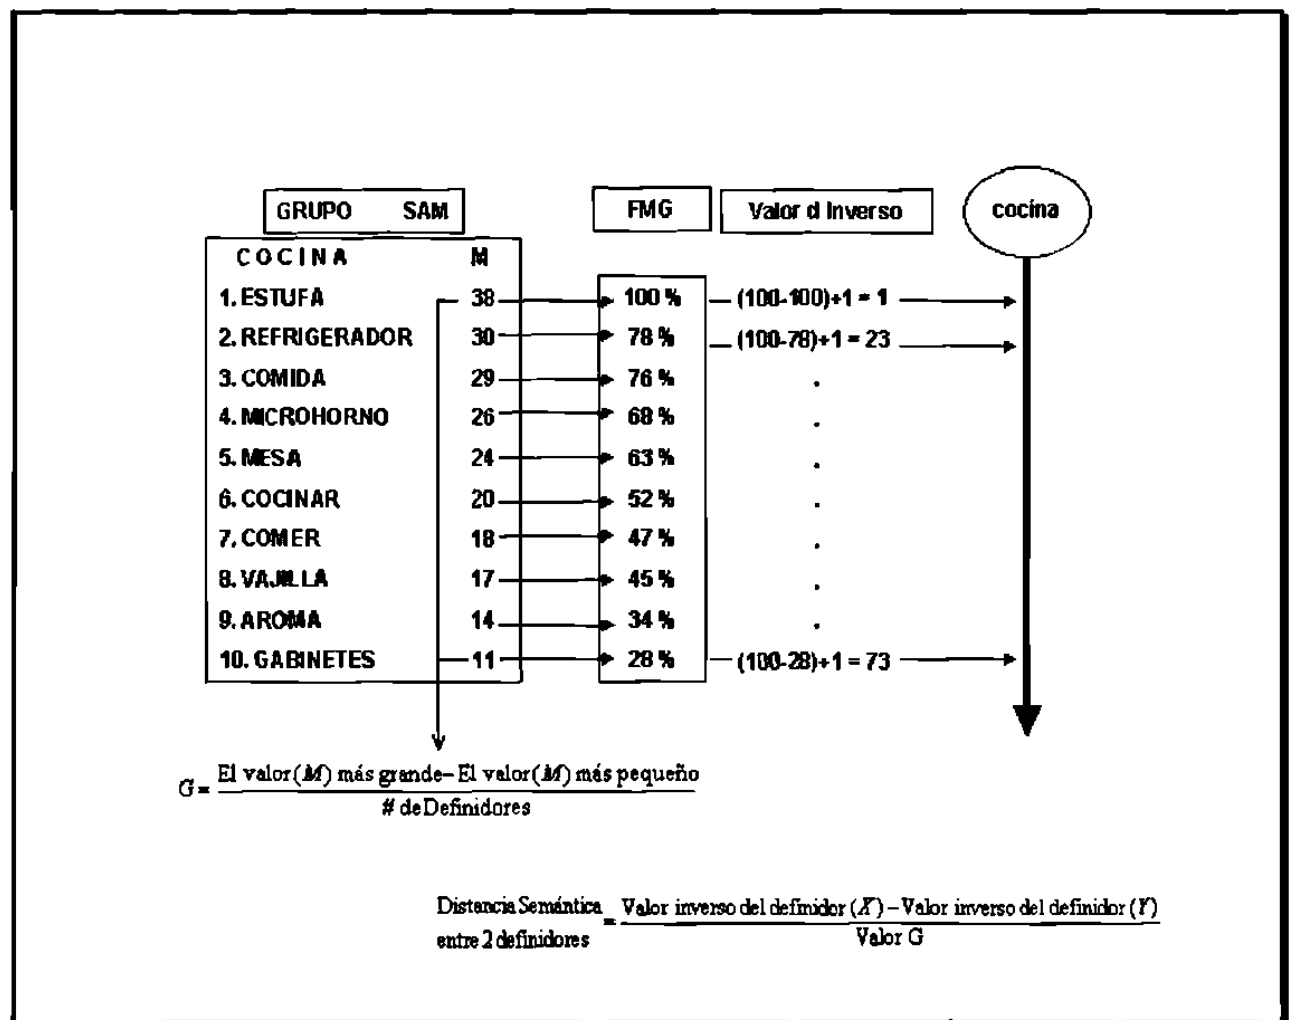 GRUPO SAM FMG Valor d Inverso cocina
COCINA M
1. ESTUFA 38 100 % (100-100)+1 = 1
2. REFRIGERADOR 30 78 % (100-78)+1 = 23
3. COMIDA 29 76 % .
4. MICROHORNO 26 68 % .
5. MESA 24 63 % .
6. COCINAR 20 52 % .
7. COMER 18 47 % .
8. VAJILLA 17 45 % .
9. AROMA 14 34 % .
10. GABINETES 11 28 % (100-28)+1 = 73
G = El valor (M) más grande – El valor (M) más pequeño
# de Definidores
Distancia Semántica
entre 2 definidores
= Valor inverso del definidor (X) – Valor inverso del definidor (Y)
Valor G